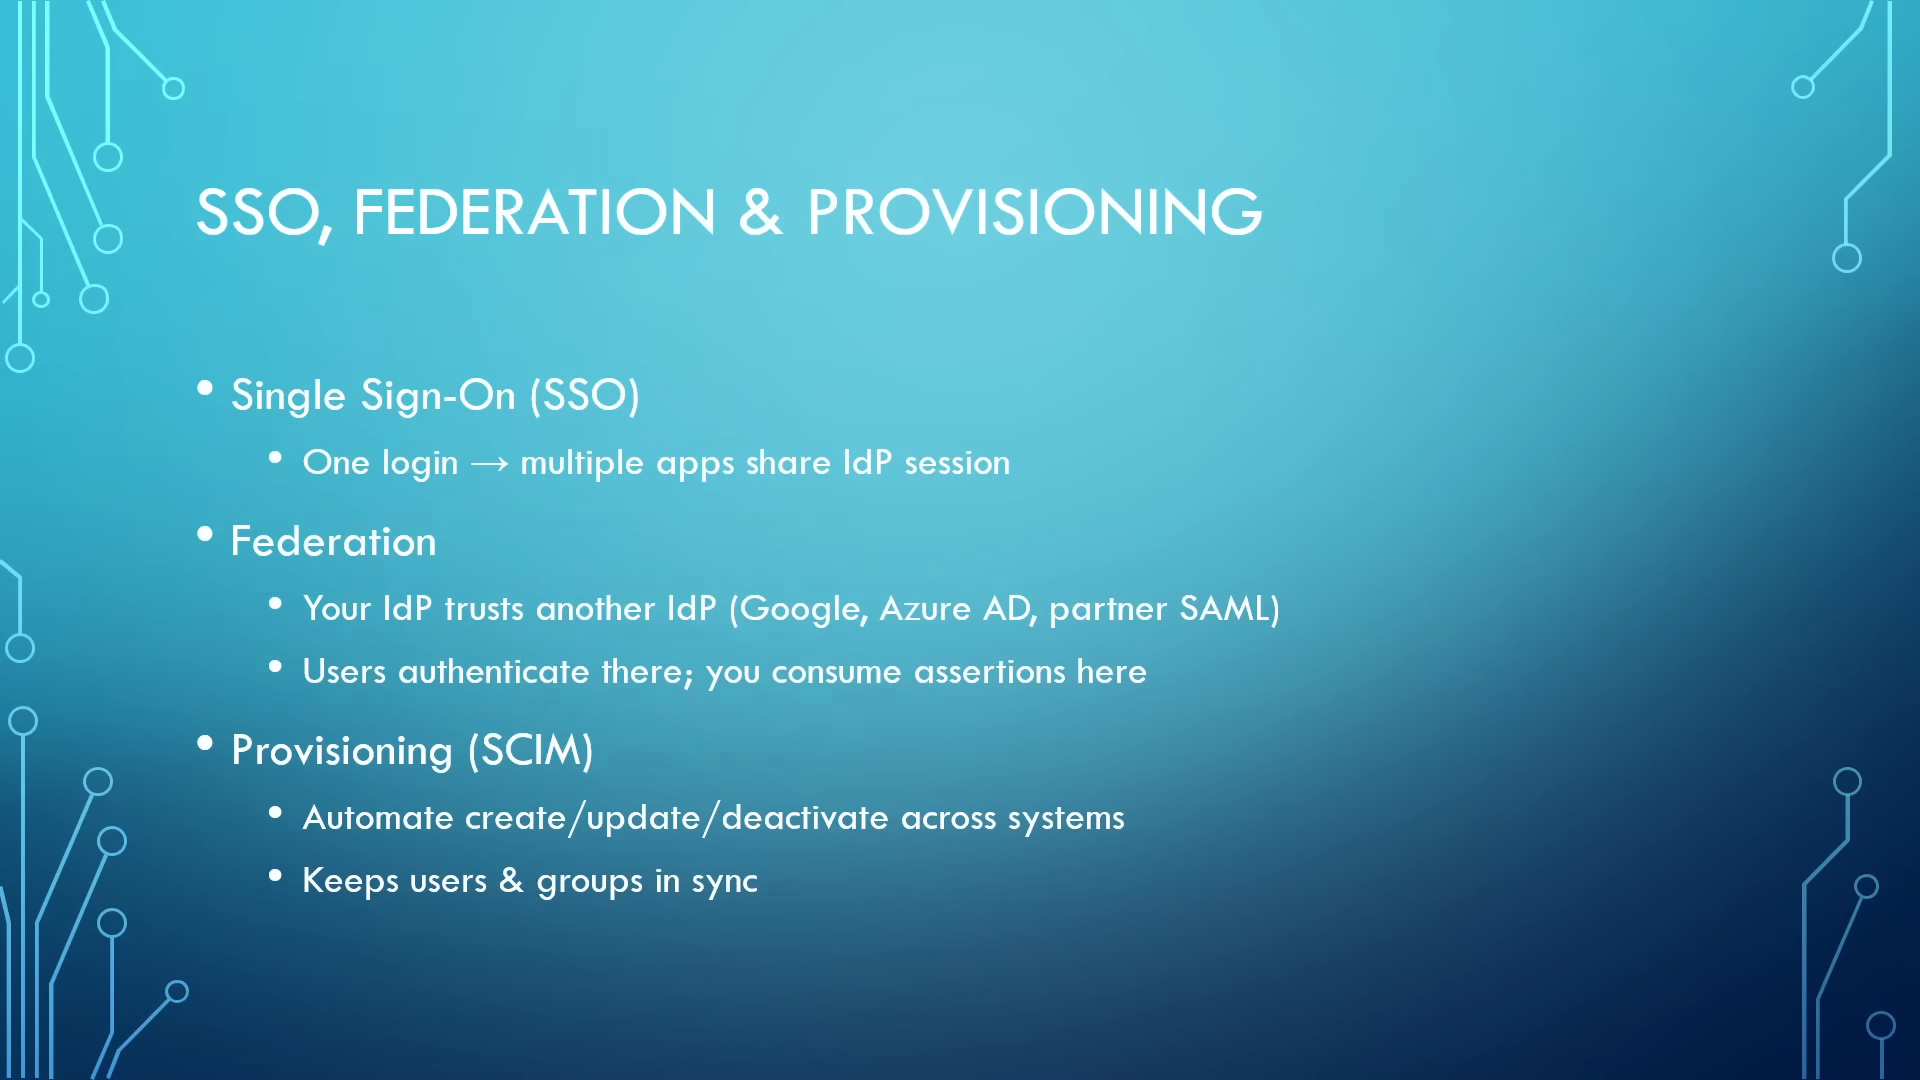 SSO, FEDERATION & PROVISIONING
• Single Sign-On (SSO)
• One login → multiple apps share IdP session
• Federation
• Your IdP trusts another IdP (Google, Azure AD, partner SAML)
• Users authenticate there; you consume assertions here
• Provisioning (SCIM)
• Automate create/update/deactivate across systems
• Keeps users & groups in sync